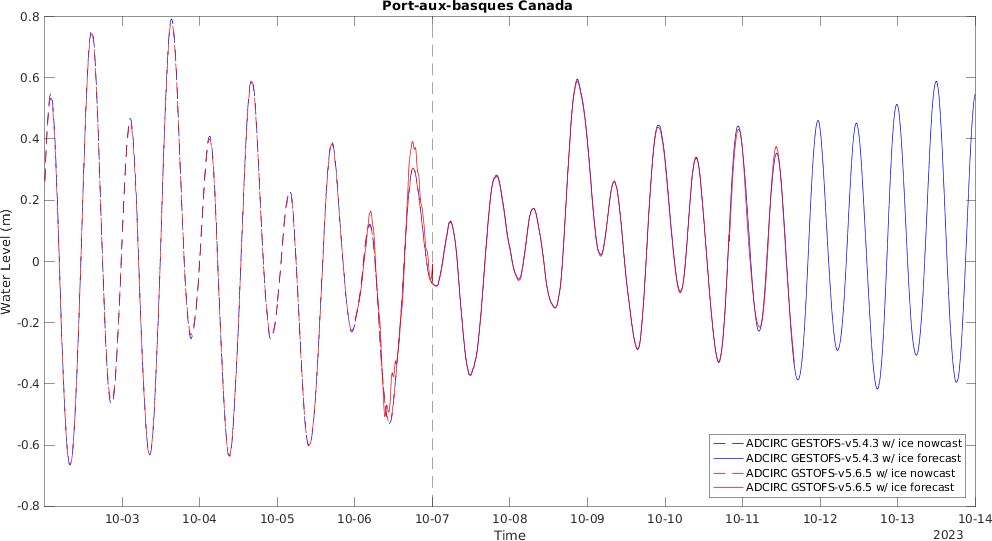 Port-aux-basques Canada
0.8
0.6
0.4
0.2
0
-0.2
-0.4
-0.6
-0.8
Water Level (m)
ADCIRC GESTOFS-v5.4.3 w/ ice nowcast
ADCIRC GESTOFS-v5.4.3 w/ ice forecast
ADCIRC GSTOFS-v5.6.5 w/ ice nowcast
ADCIRC GSTOFS-v5.6.5 w/ ice forecast
10-03 10-04 10-05 10-06 10-07 10-08 10-09 10-10 10-11 10-12 10-13 10-14
Time
2023